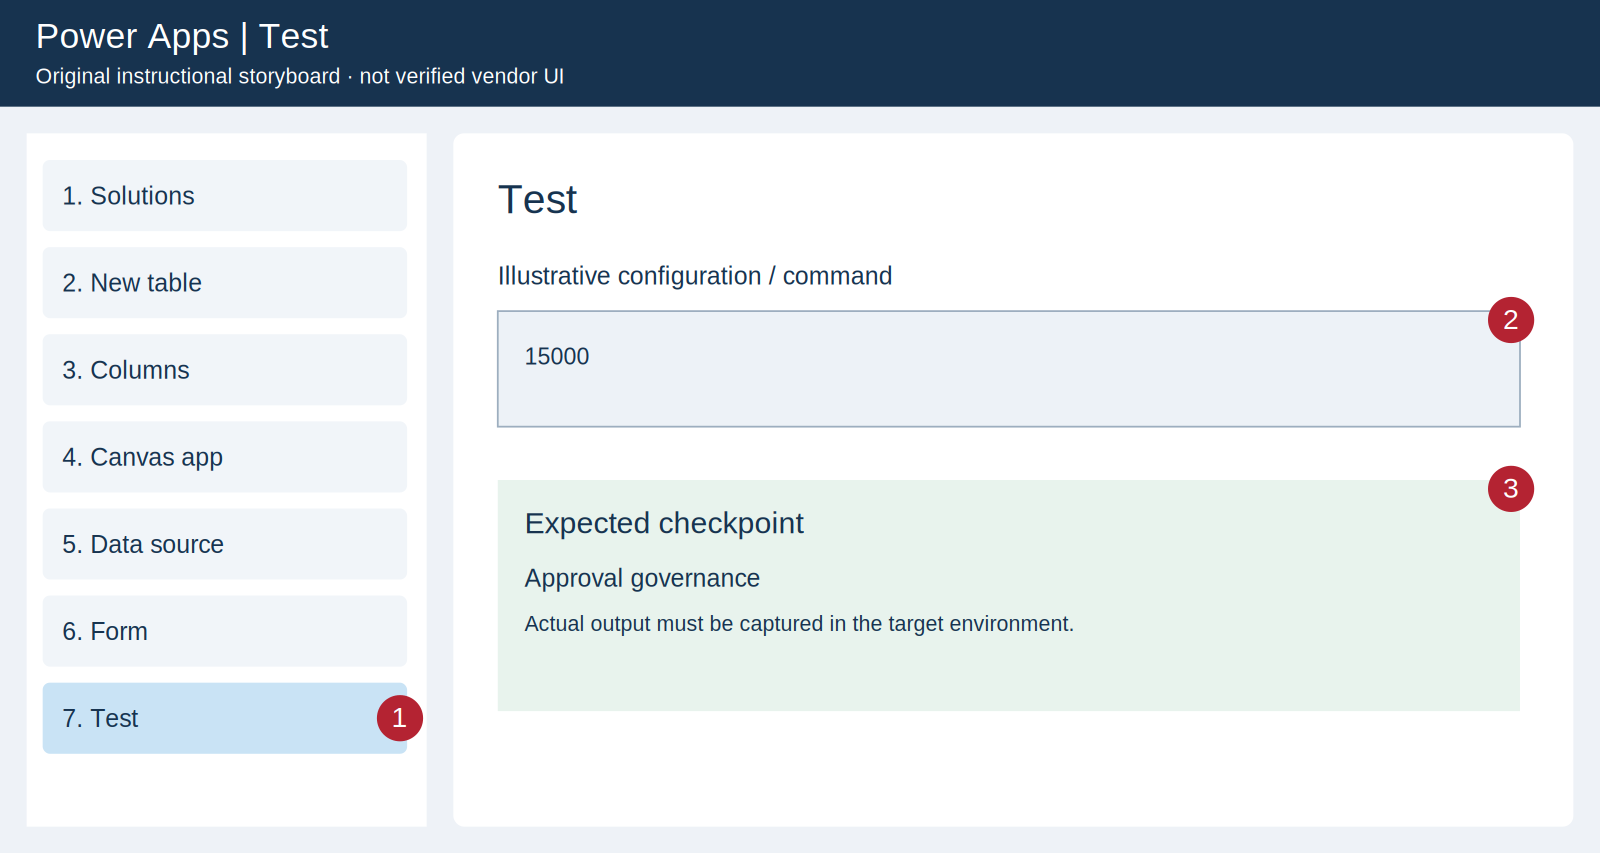 Power Apps | Test
Original instructional storyboard · not verified vendor UI
1. Solutions
2. New table
3. Columns
4. Canvas app
5. Data source
6. Form
7. Test
1
Test
Illustrative configuration / command
2
15000
3
Expected checkpoint
Approval governance
Actual output must be captured in the target environment.